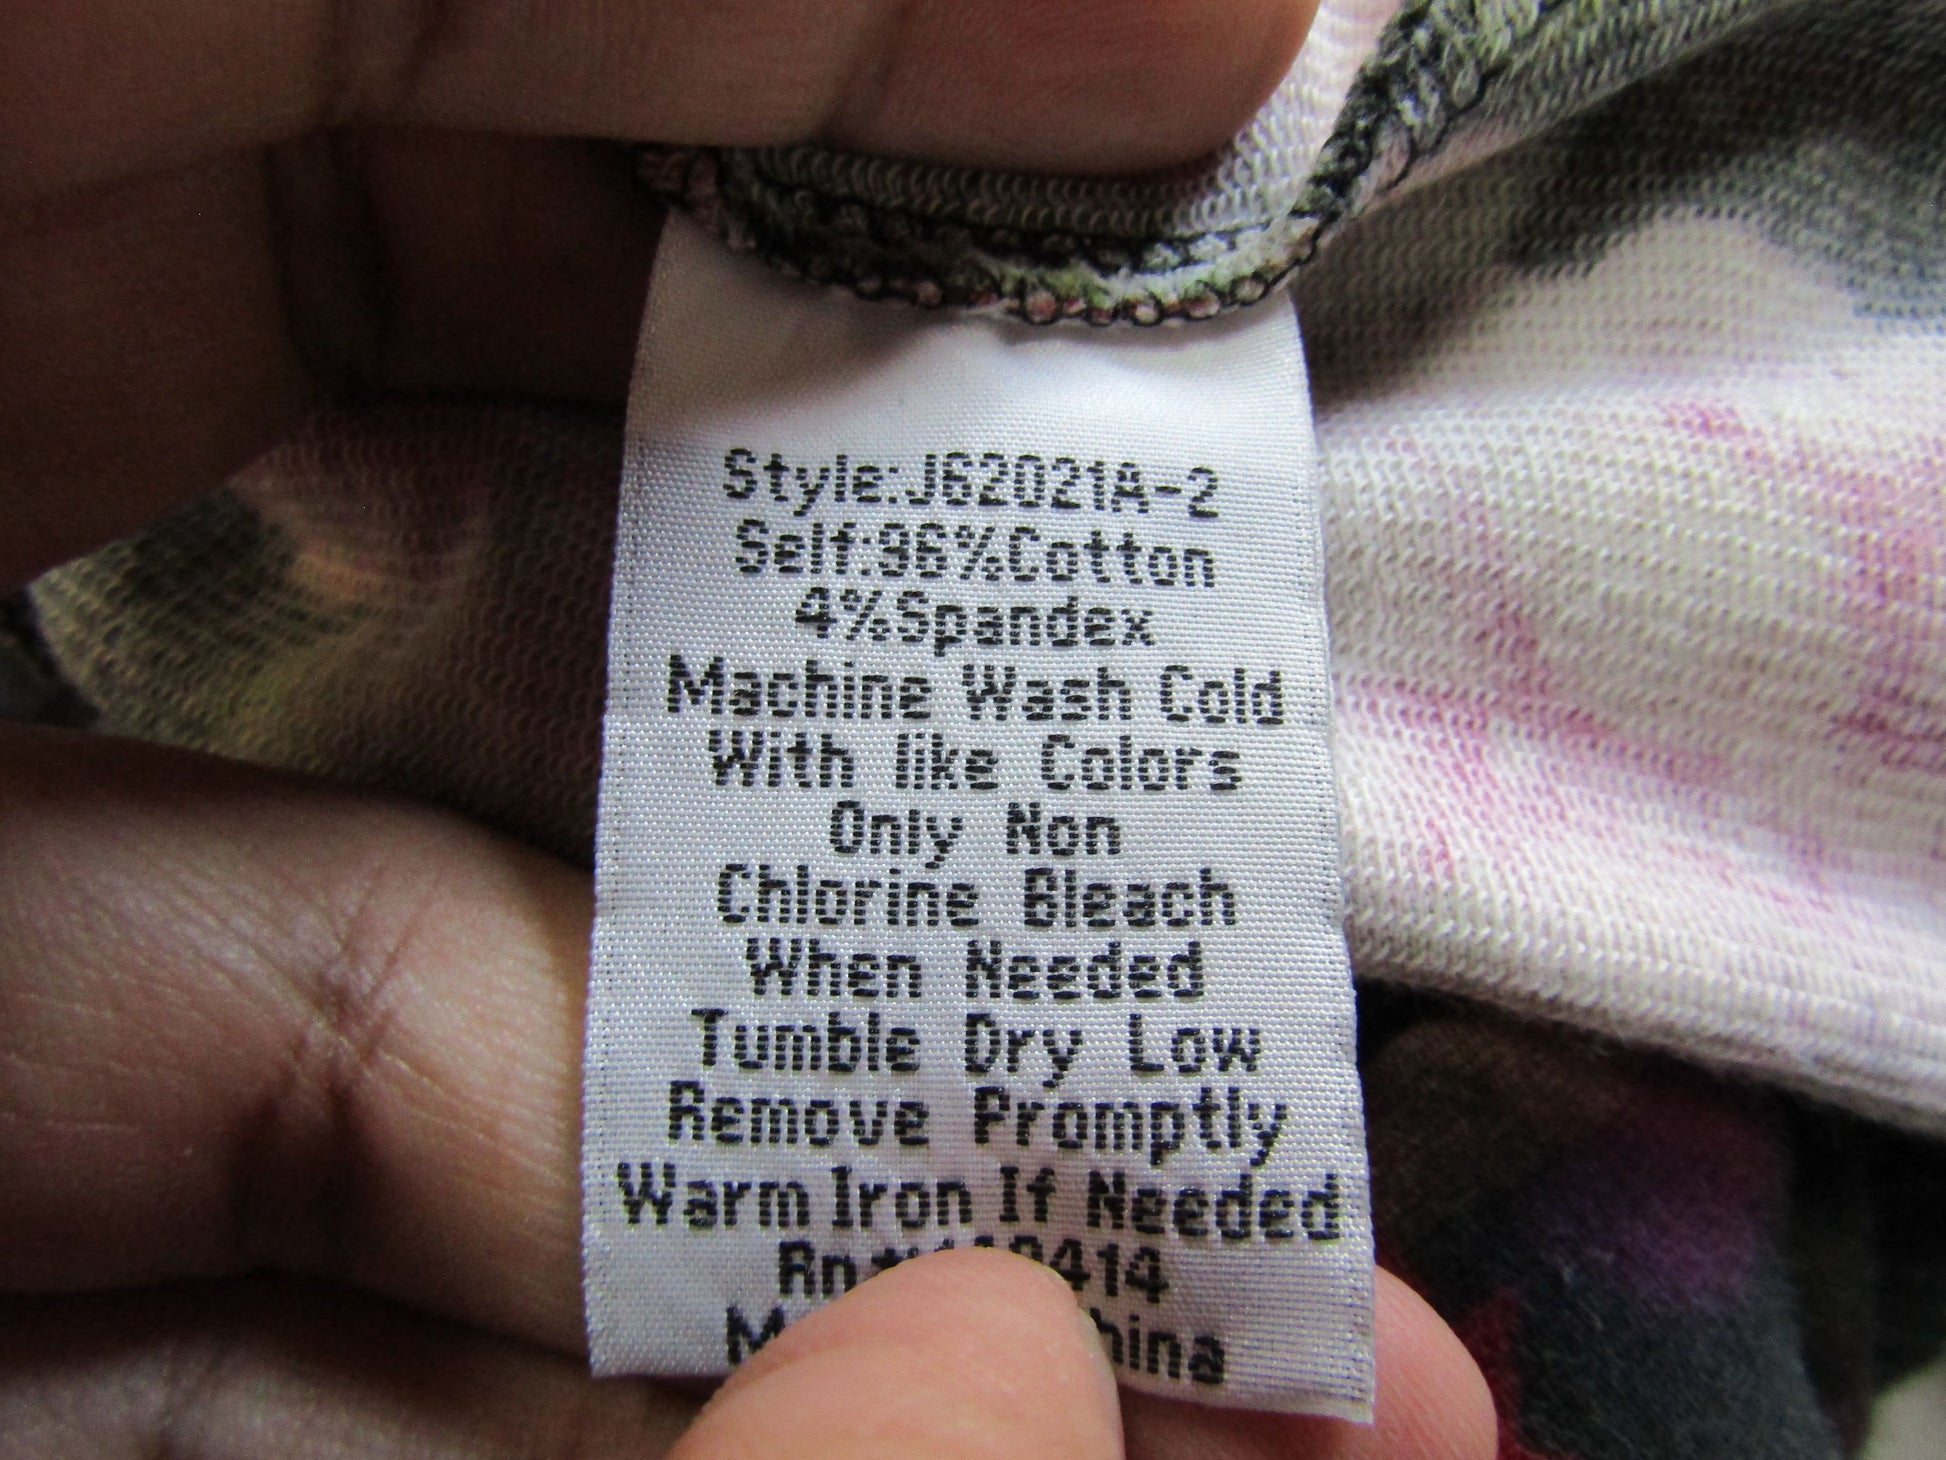 Style:J62021A-2
Self:96%Cotton
4%Spandex
Machine Wash Cold
With like Colors
Only Non
Chlorine Bleach
When Needed
Tumble Dry Low
Remove Promptly
Warm Iron If Needed
Rn